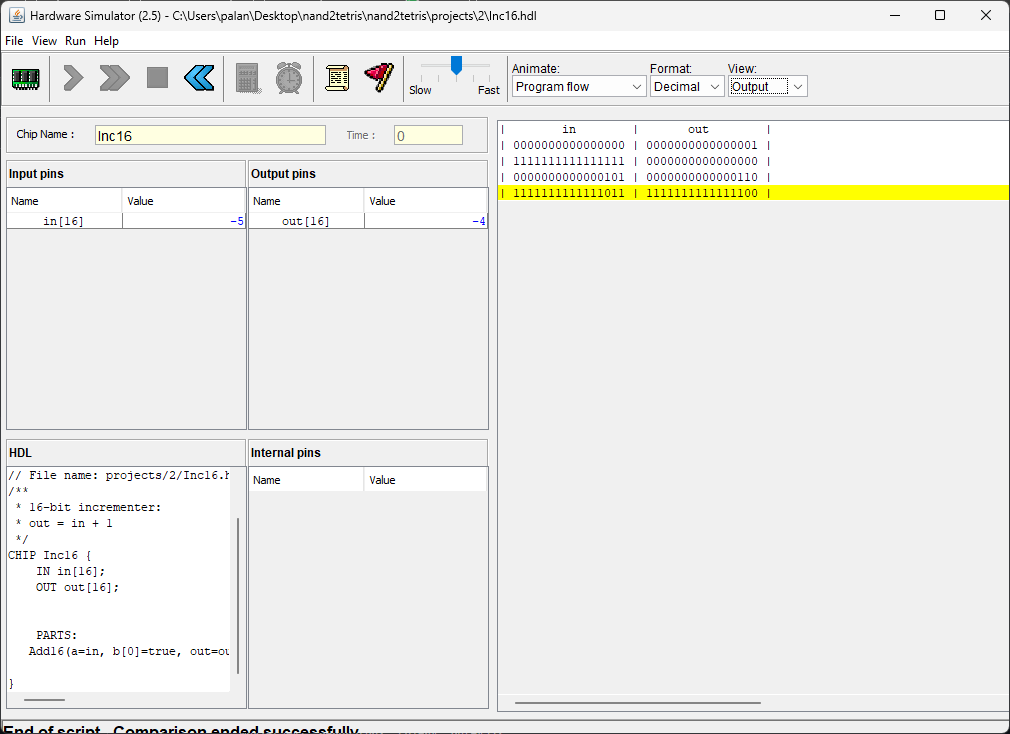 Hardware Simulator (2.5) - C:\Users\palan\Desktop\nand2tetris\nand2tetris\projects\2\Inc16.hdl
File View Run Help
Slow Fast
Animate: Format: View:
Program flow Decimal Output
Chip Name : Inc16 Time : 0
Input pins
Name Value
in[16] -5
Output pins
Name Value
out[16] -4
HDL
// File name: projects/2/Inc16.h
/**
* 16-bit incrementer:
* out = in + 1
*/
CHIP Inc16 {
IN in[16];
OUT out[16];
PARTS:
Add16(a=in, b[0]=true, out=ou
}
Internal pins
Name Value
| in | out |
| 0000000000000000 | 0000000000000001 |
| 1111111111111111 | 0000000000000000 |
| 0000000000000101 | 0000000000000110 |
| 1111111111111011 | 1111111111111100 |
End of script - Comparison ended successfully